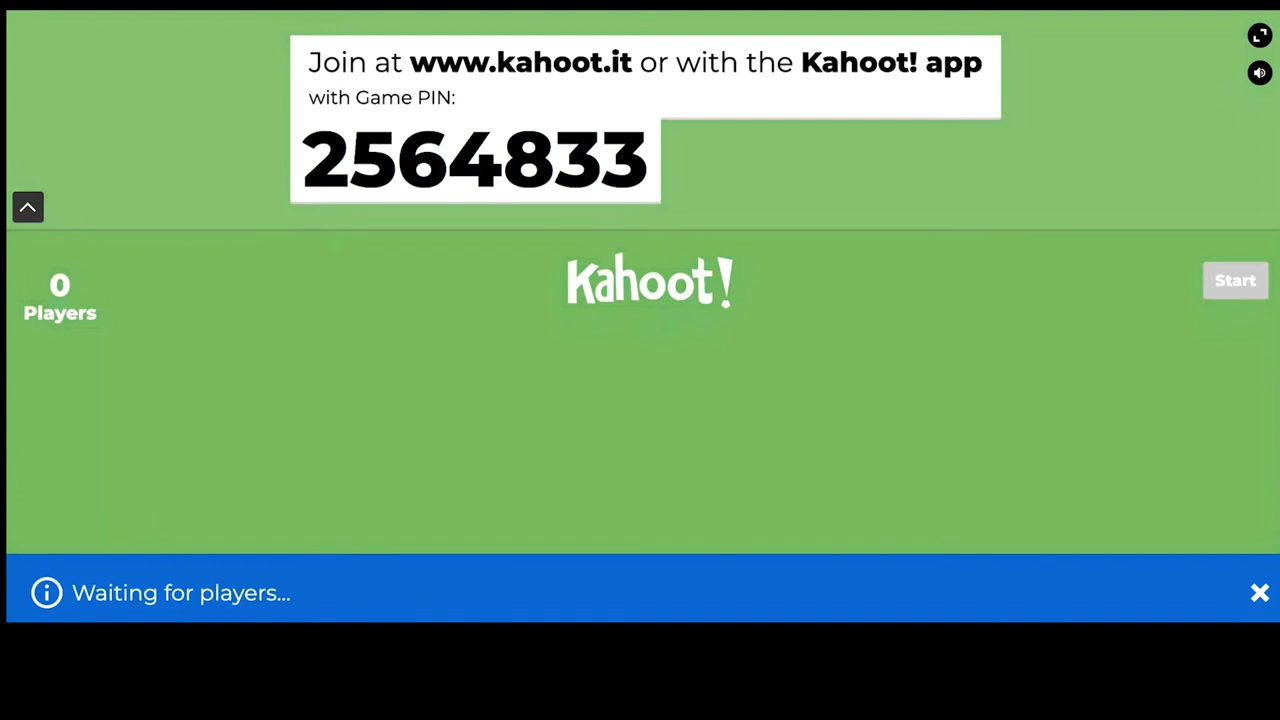 Join at www.kahoot.it or with the Kahoot! app
with Game PIN:
2564833
0
Players
Kahoot!
Start
Waiting for players...